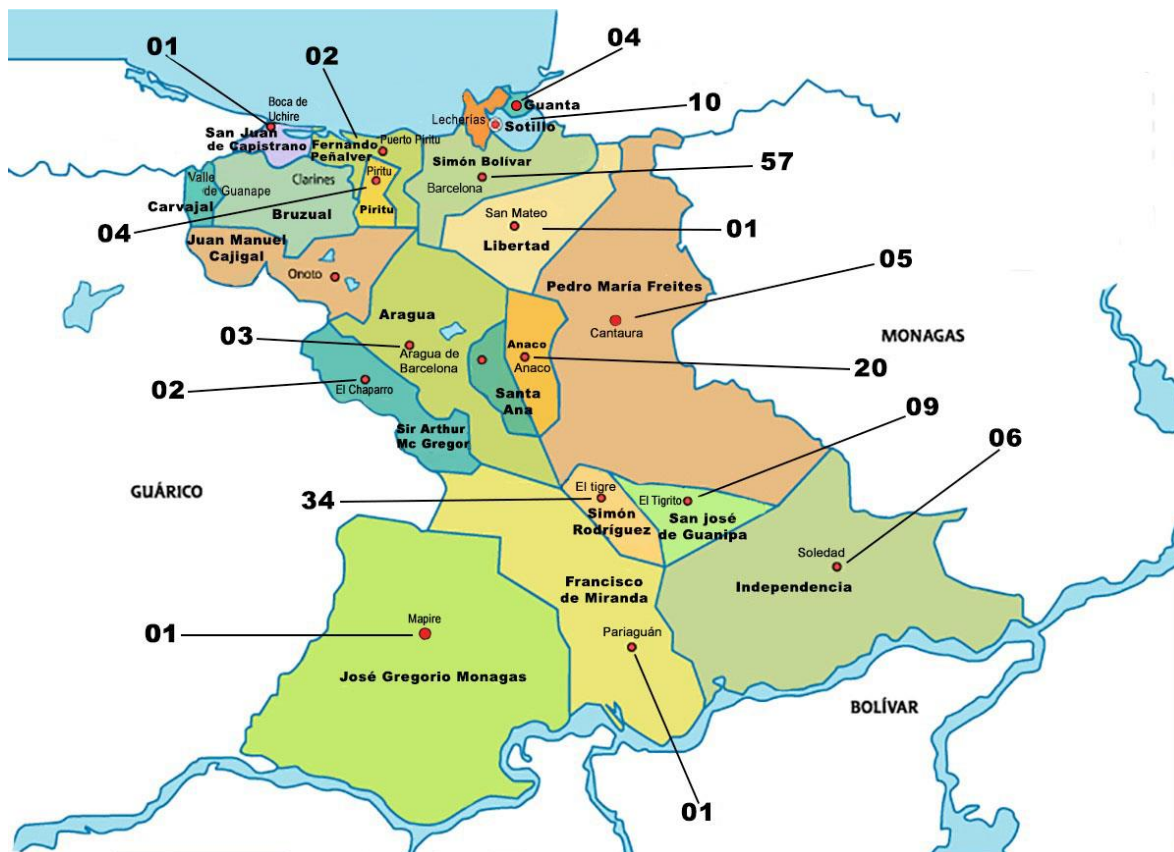 01
02
04
10
57
01
05
20
09
06
04
03
02
34
01
01
Boca de
Uchire
San Juan
de Capistrano
Fernando
Peñalver
Puerto Piritu
Lecherías
Guanta
Sotillo
Simón Bolívar
Barcelona
Valle
de Guanape
Carvajal
Clarines
Bruzual
Piritu
Piritu
San Mateo
Libertad
Juan Manuel
Cajigal
Onoto
Pedro María Freites
Cantaura
MONAGAS
Aragua
Aragua de
Barcelona
Anaco
Anaco
Santa
Ana
El Chaparro
Sir Arthur
Mc Gregor
GUÁRICO
El tigre
Simón
Rodríguez
El Tigrito
San josé
de Guanipa
Soledad
Independencia
Francisco
de Miranda
Pariaguán
Mapire
José Gregorio Monagas
BOLÍVAR